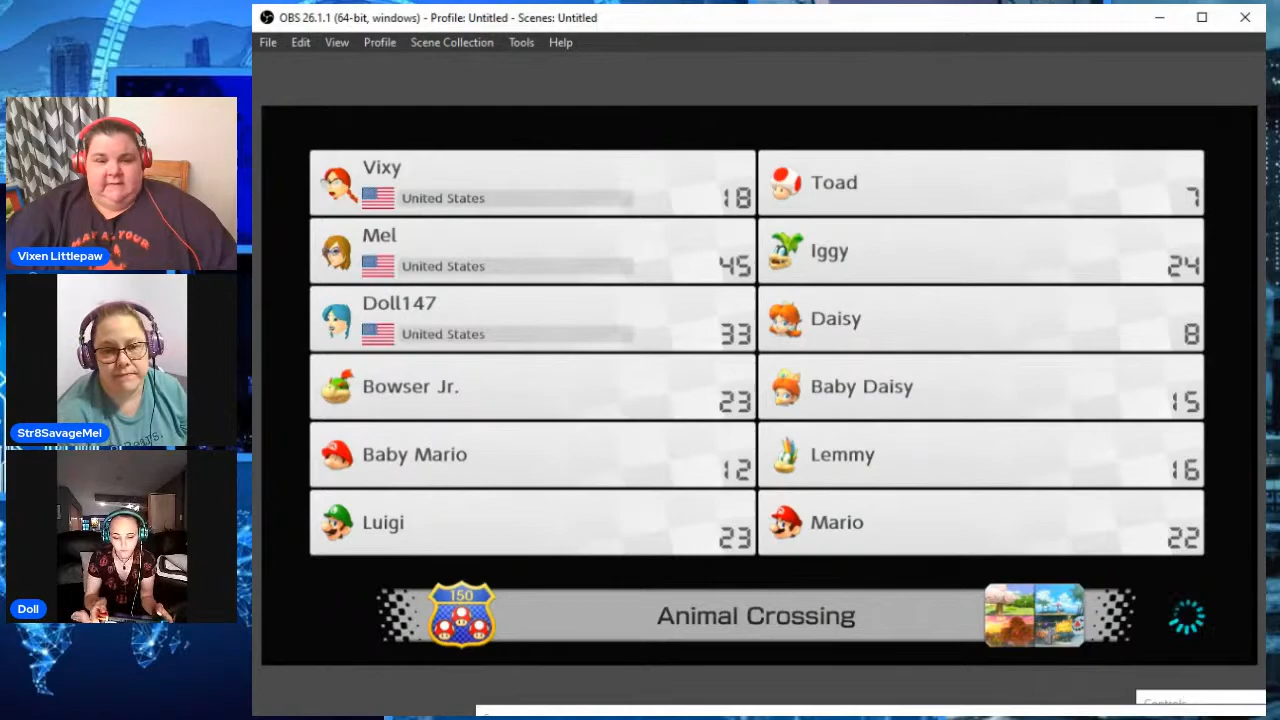 OBS 26.1.1 (64-bit, windows) - Profile: Untitled - Scenes: Untitled
File Edit View Profile Scene Collection Tools Help
Vixy
United States 18
Mel
United States 45
Doll147
United States 33
Bowser Jr. 23
Baby Mario 12
Luigi 23
Toad 7
Iggy 24
Daisy 8
Baby Daisy 15
Lemmy 16
Mario 22
150
Animal Crossing
Vixen Littlepaw
Str8SavageMel
Doll
Controls